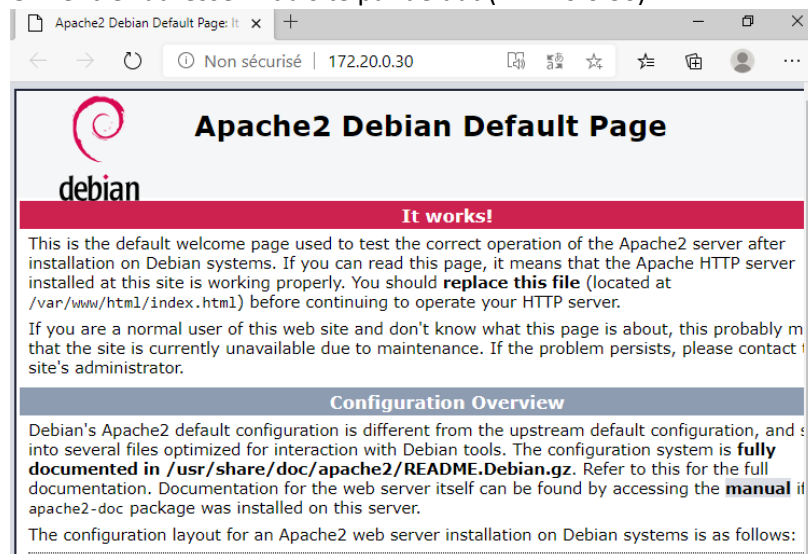 Apache2 Debian Default Page: It
Non sécurisé 172.20.0.30
Apache2 Debian Default Page
debian
It works!
This is the default welcome page used to test the correct operation of the Apache2 server after
installation on Debian systems. If you can read this page, it means that the Apache HTTP server
installed at this site is working properly. You should replace this file (located at
/var/www/html/index.html) before continuing to operate your HTTP server.
If you are a normal user of this web site and don't know what this page is about, this probably m
that the site is currently unavailable due to maintenance. If the problem persists, please contact
site's administrator.
Configuration Overview
Debian's Apache2 default configuration is different from the upstream default configuration, and s
into several files optimized for interaction with Debian tools. The configuration system is fully
documented in /usr/share/doc/apache2/README.Debian.gz. Refer to this for the full
documentation. Documentation for the web server itself can be found by accessing the manual if
apache2-doc package was installed on this server.
The configuration layout for an Apache2 web server installation on Debian systems is as follows: